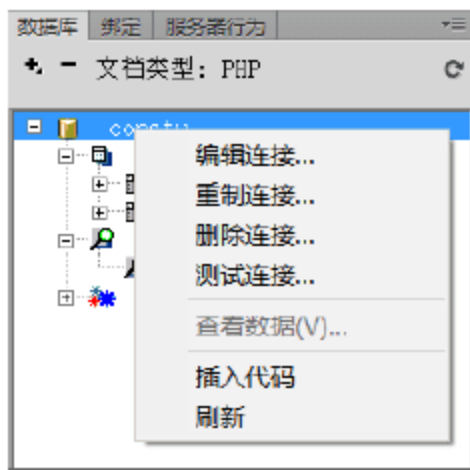 数据库 绑定 服务器行为
文档类型: PHP
编辑连接...
重制连接...
删除连接...
测试连接...
查看数据(V)...
插入代码
刷新